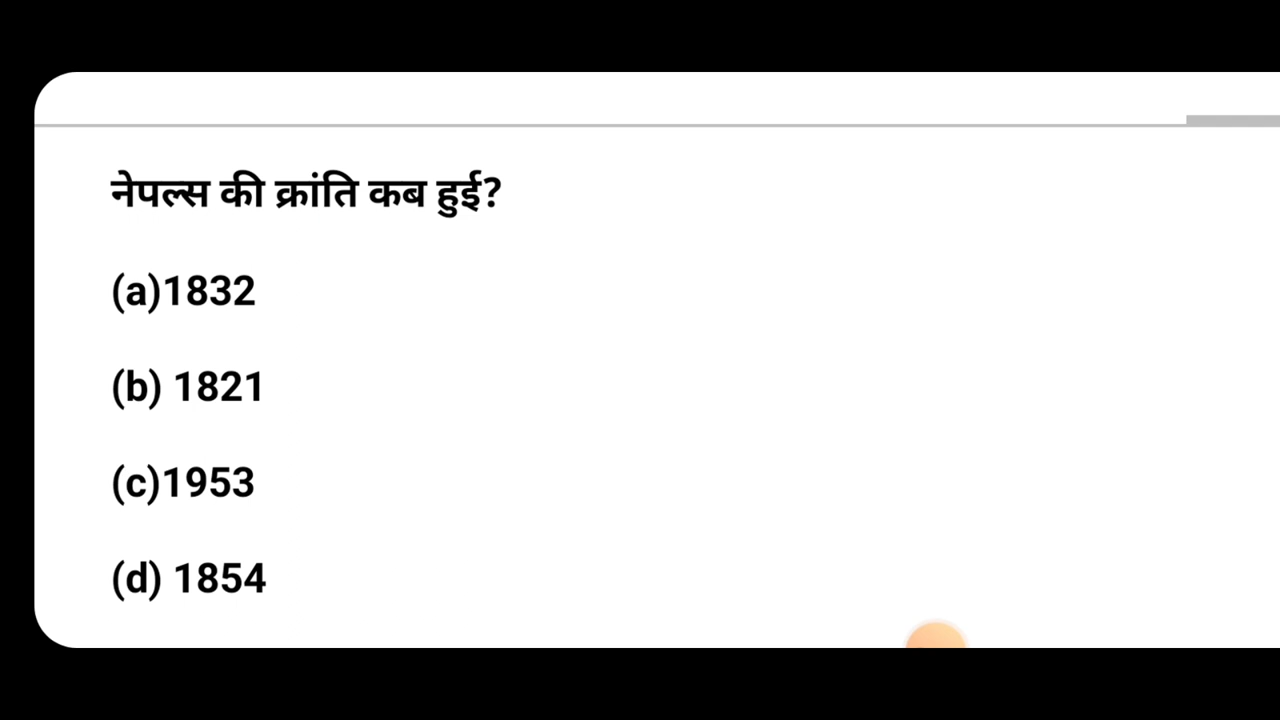 नेपल्स की क्रांति कब हुई?
(a)1832
(b) 1821
(c)1953
(d) 1854